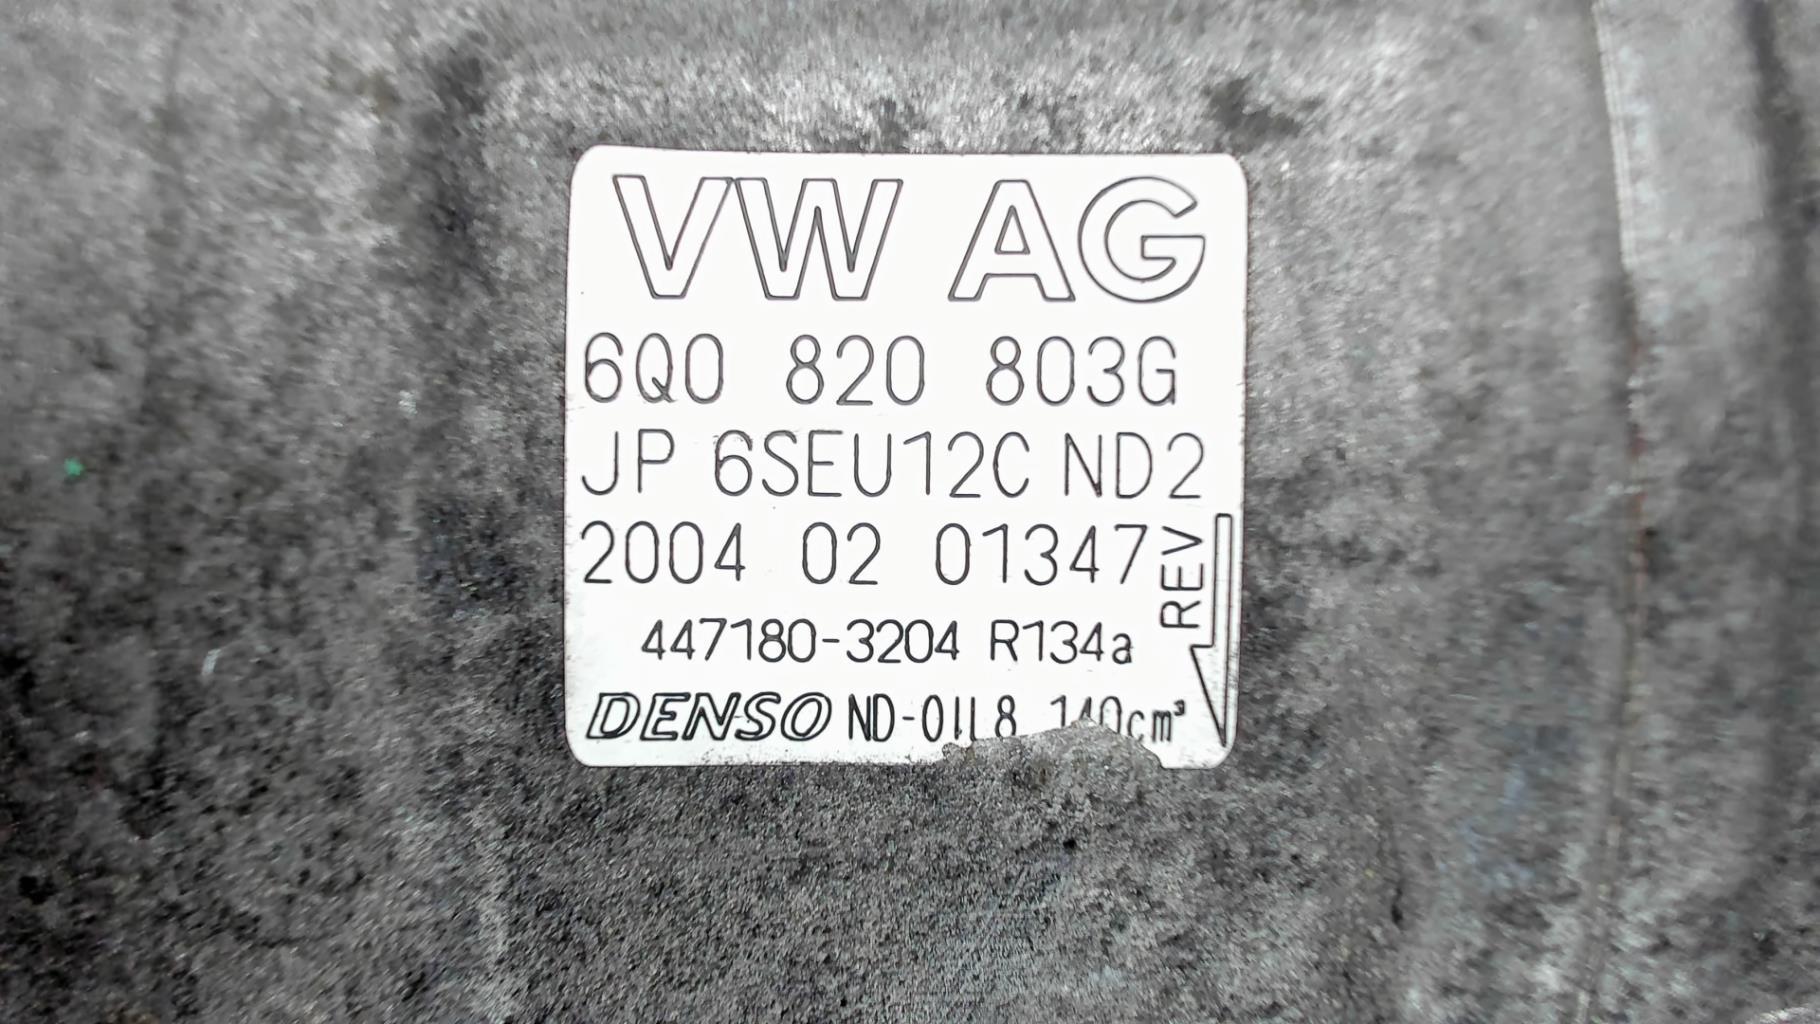 VW AG
6Q0 820 803G
JP 6SEU12C ND2
2004 02 01347
REV
447180-3204 R134a
DENSO ND-OIL8 140cm³